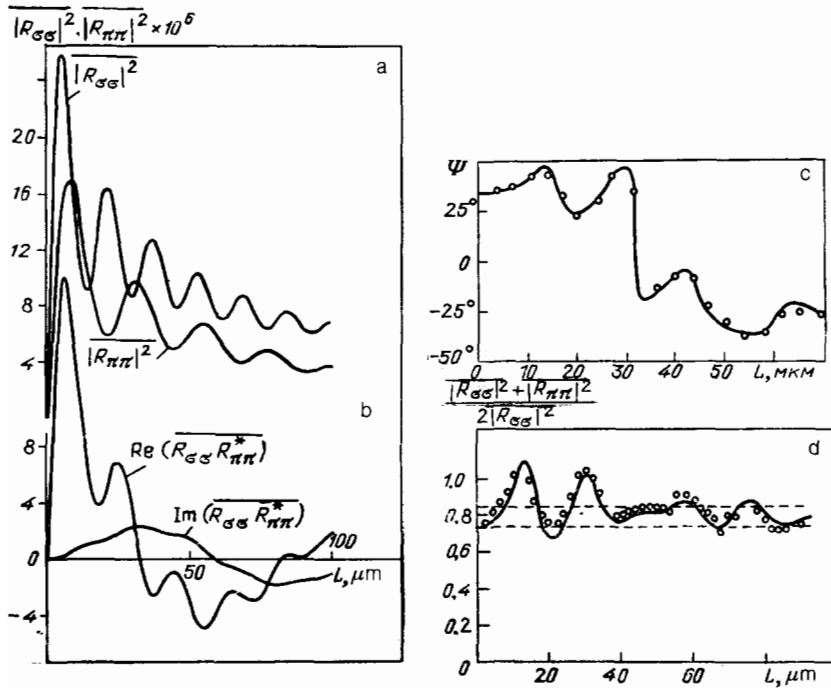 |R_σσ|², |R_ππ|² × 10⁶
a
|R_σσ|²
20
16
12
8
4
|R_ππ|²
b
8
4
0
-4
Re (R_σσ R*_ππ)
Im (R_σσ R*_ππ)
50
100
L, μm
ψ
c
25°
0
-25°
-50°
0 10 20 30 40 50 L, мкм
|R_σσ|² + |R_ππ|²
2|R_σσ|²
d
1,0
0,8
0,6
0,4
0,2
0
20 40 60 L, μm